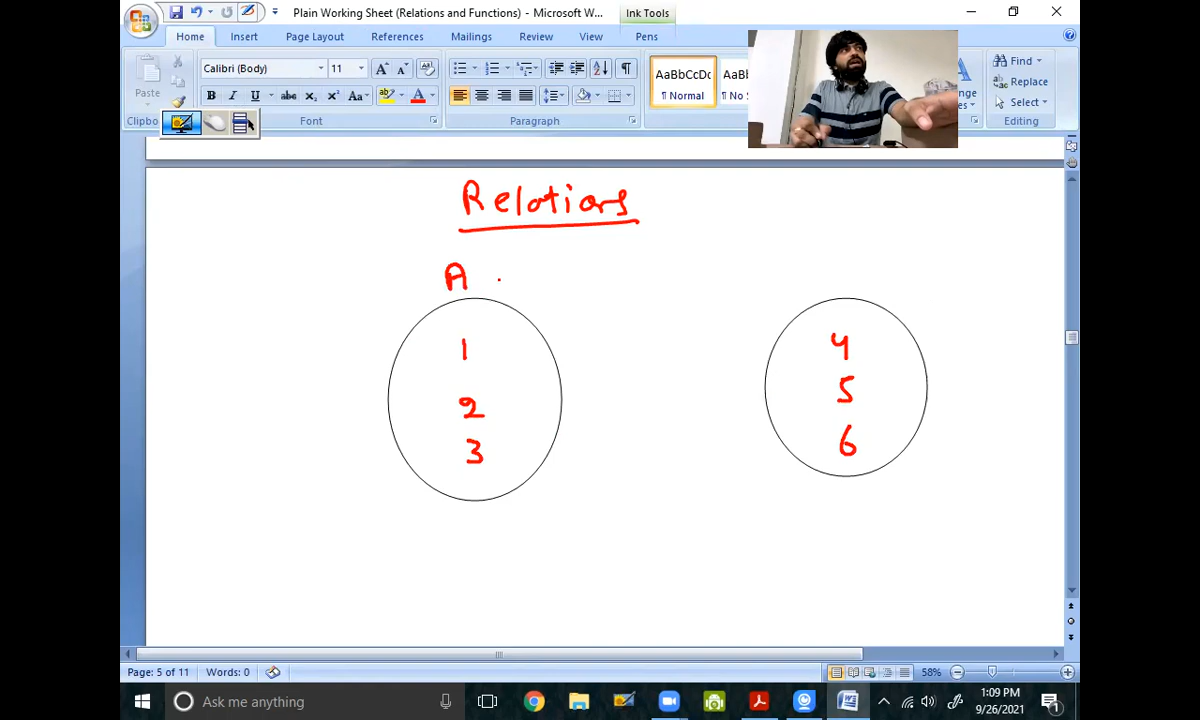 Plain Working Sheet (Relations and Functions) - Microsoft W...
Ink Tools
Home Insert Page Layout References Mailings Review View Pens
Paste
Calibri (Body) 11
AaBbCcDc
¶ Normal
Find
Replace
Select
Clipbo
Font
Paragraph
Editing
Relations
A
1
2
3
4
5
6
Page: 5 of 11 Words: 0
58%
Ask me anything
1:09 PM
9/26/2021